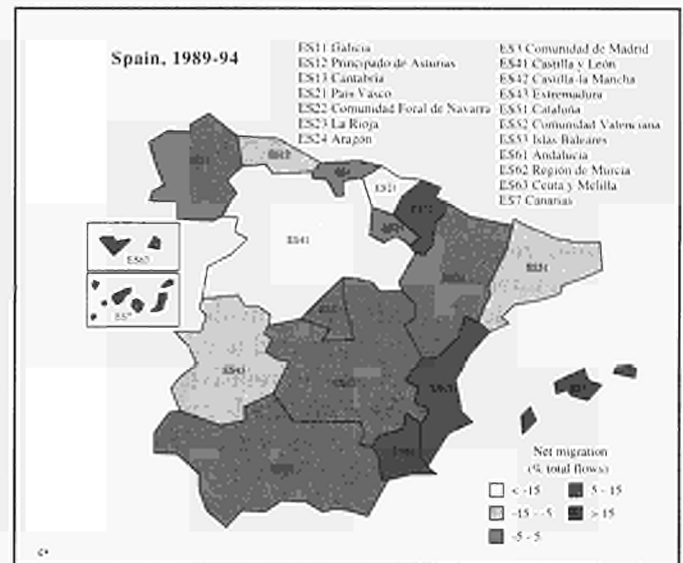 Spain, 1989-94
ES11 Galicia
ES12 Principado de Asturias
ES13 Cantabria
ES21 Pais Vasco
ES22 Comunidad Foral de Navarra
ES23 La Rioja
ES24 Aragón
ES3 Comunidad de Madrid
ES41 Castilla y León
ES42 Castilla-la Mancha
ES43 Extremadura
ES51 Cataluña
ES52 Comunidad Valenciana
ES53 Islas Baleares
ES61 Andalucia
ES62 Región de Murcia
ES63 Ceuta y Melilla
ES7 Canarias
ES12
ES21
ES41
ES63
ES51
ES7
ES43
Net migration
(% total flows)
< -15
-15 - -5
-5 - 5
5 - 15
> 15